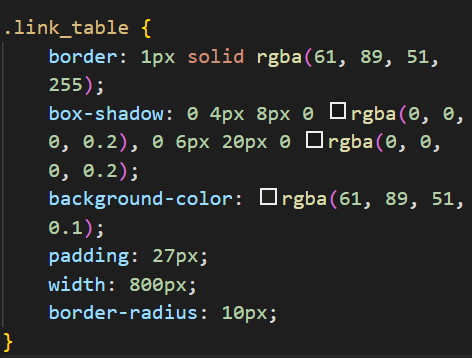 .link_table {
border: 1px solid rgba(61, 89, 51,
255);
box-shadow: 0 4px 8px 0 rgba(0, 0,
0, 0.2), 0 6px 20px 0 rgba(0, 0,
0, 0.2);
background-color: rgba(61, 89, 51,
0.1);
padding: 27px;
width: 800px;
border-radius: 10px;
}